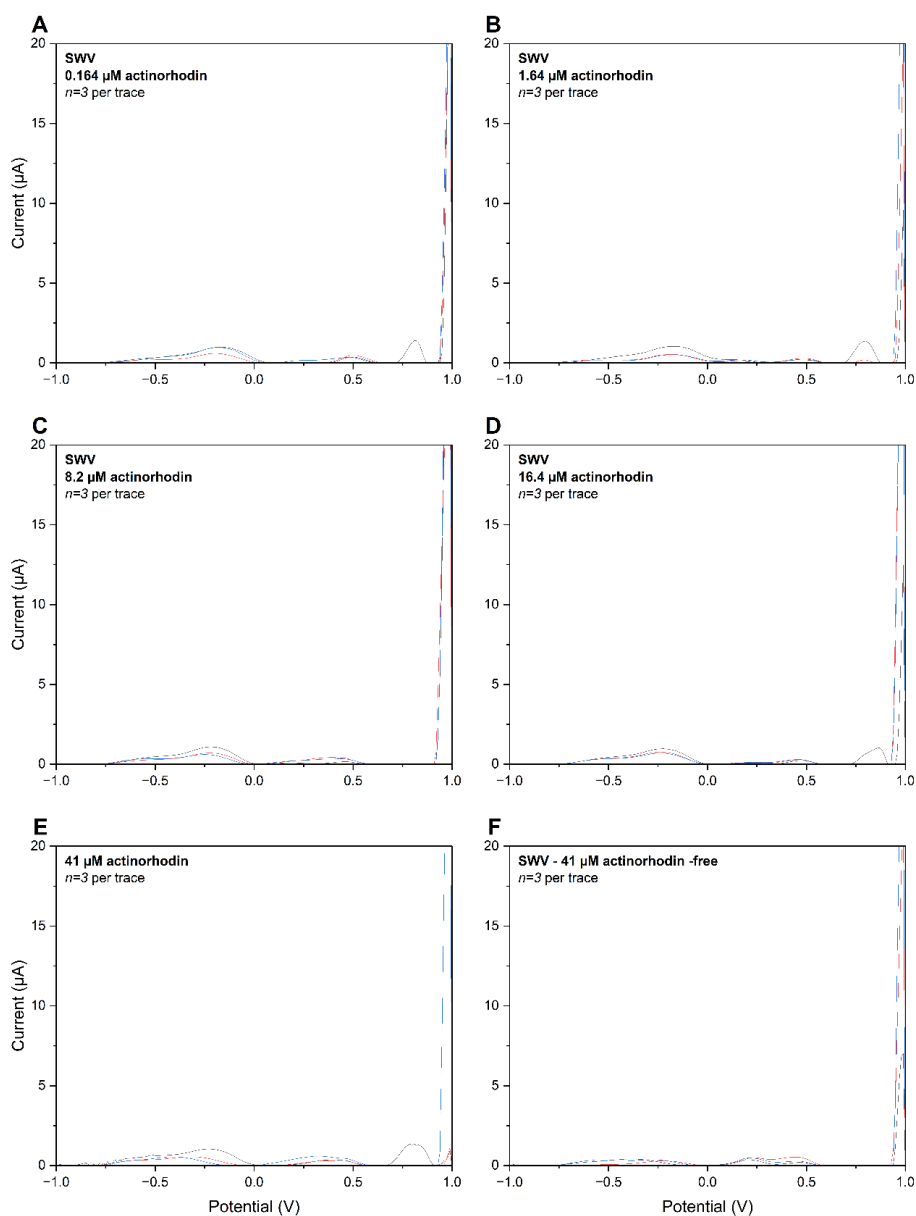 A
B
SWV
0.164 µM actinorhodin
n=3 per trace
SWV
1.64 µM actinorhodin
n=3 per trace
Current (µA)
20
15
10
5
0
−1.0 −0.5 0.0 0.5 1.0
20
15
10
5
0
−1.0 −0.5 0.0 0.5 1.0
C
D
SWV
8.2 µM actinorhodin
n=3 per trace
SWV
16.4 µM actinorhodin
n=3 per trace
Current (µA)
20
15
10
5
0
−1.0 −0.5 0.0 0.5 1.0
20
15
10
5
0
−1.0 −0.5 0.0 0.5 1.0
E
F
41 µM actinorhodin
n=3 per trace
SWV - 41 µM actinorhodin -free
n=3 per trace
Current (µA)
20
15
10
5
0
−1.0 −0.5 0.0 0.5 1.0
20
15
10
5
0
−1.0 −0.5 0.0 0.5 1.0
Potential (V)
Potential (V)